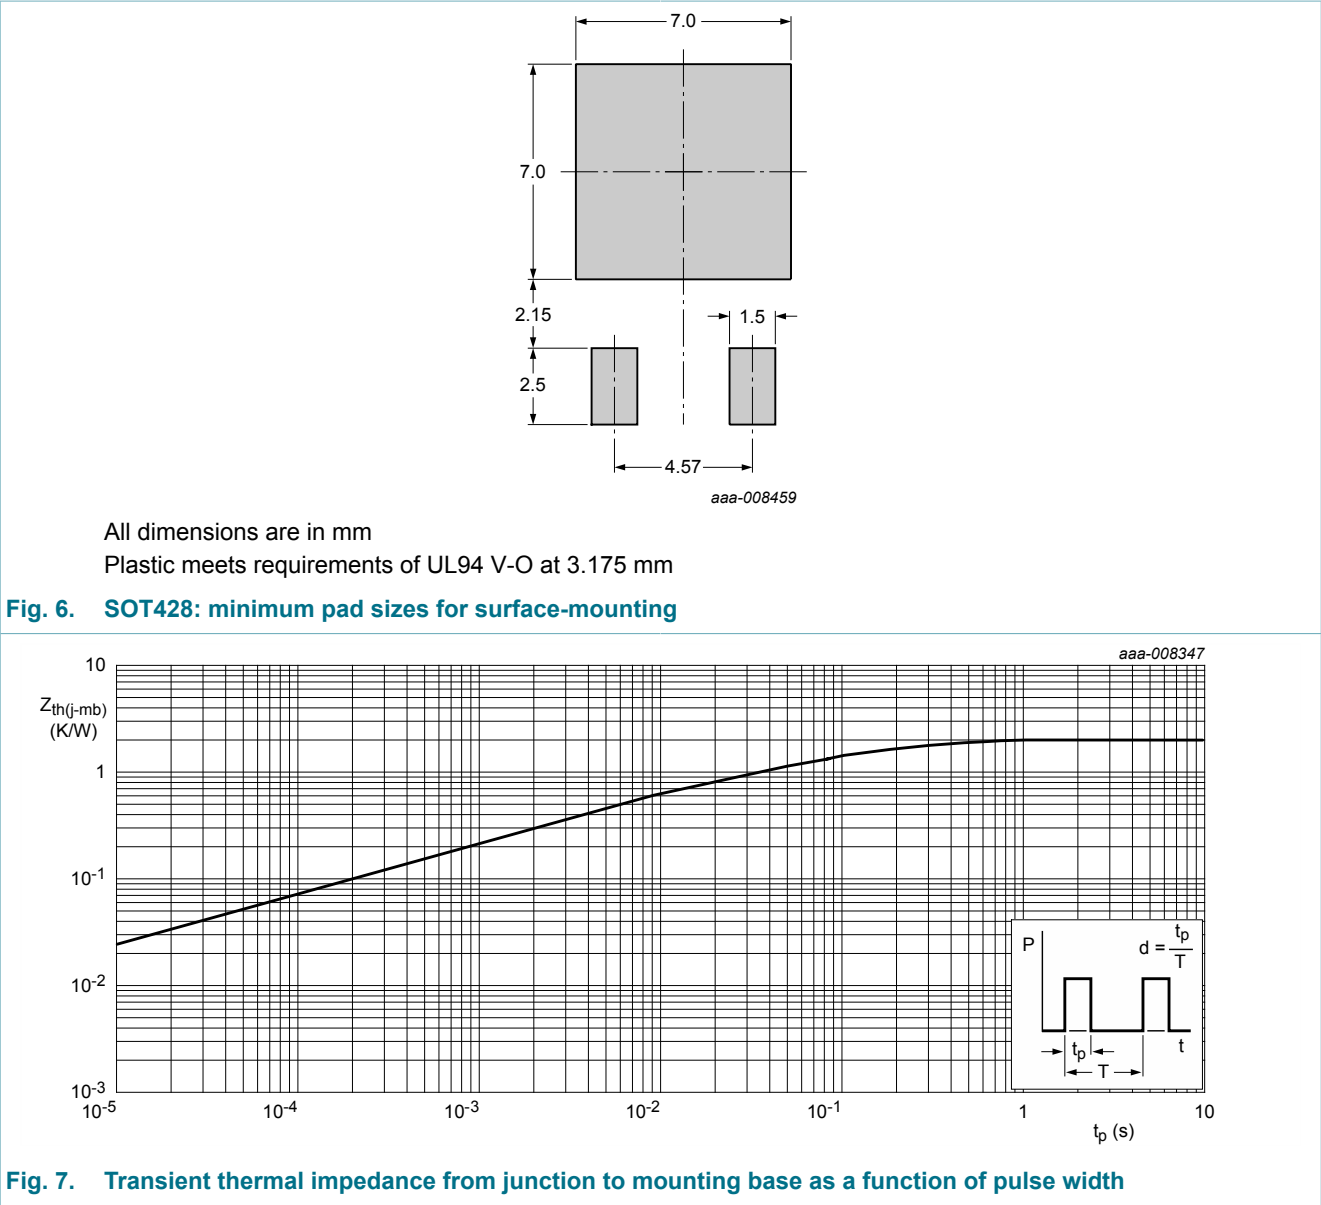 7.0
7.0
2.15
1.5
2.5
4.57
aaa-008459
All dimensions are in mm
Plastic meets requirements of UL94 V-O at 3.175 mm
Fig. 6. SOT428: minimum pad sizes for surface-mounting
aaa-008347
Zth(j-mb)
(K/W)
10
1
10-1
10-2
10-3
P
d = tp/T
tp
T
t
10-5 10-4 10-3 10-2 10-1 1 10
tp (s)
Fig. 7. Transient thermal impedance from junction to mounting base as a function of pulse width